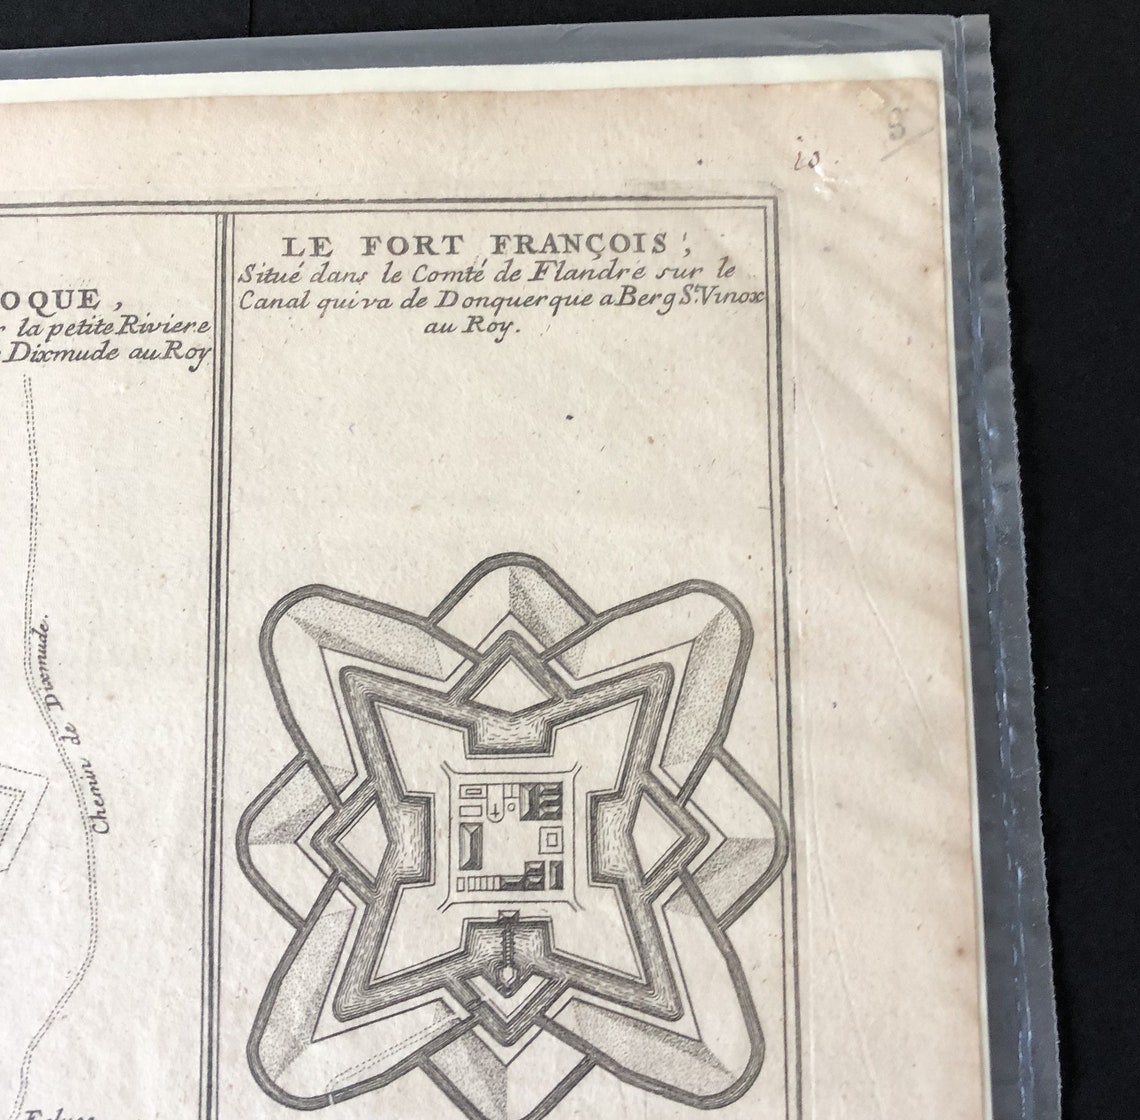 8
10
OQUE,
r la petite Riviere
Dixmude au Roy
LE FORT FRANÇOIS,
Situé dans le Comté de Flandre sur le
Canal qui va de Donquerque a Berg St. Vinox
au Roy.
Chemin de Dixmude.